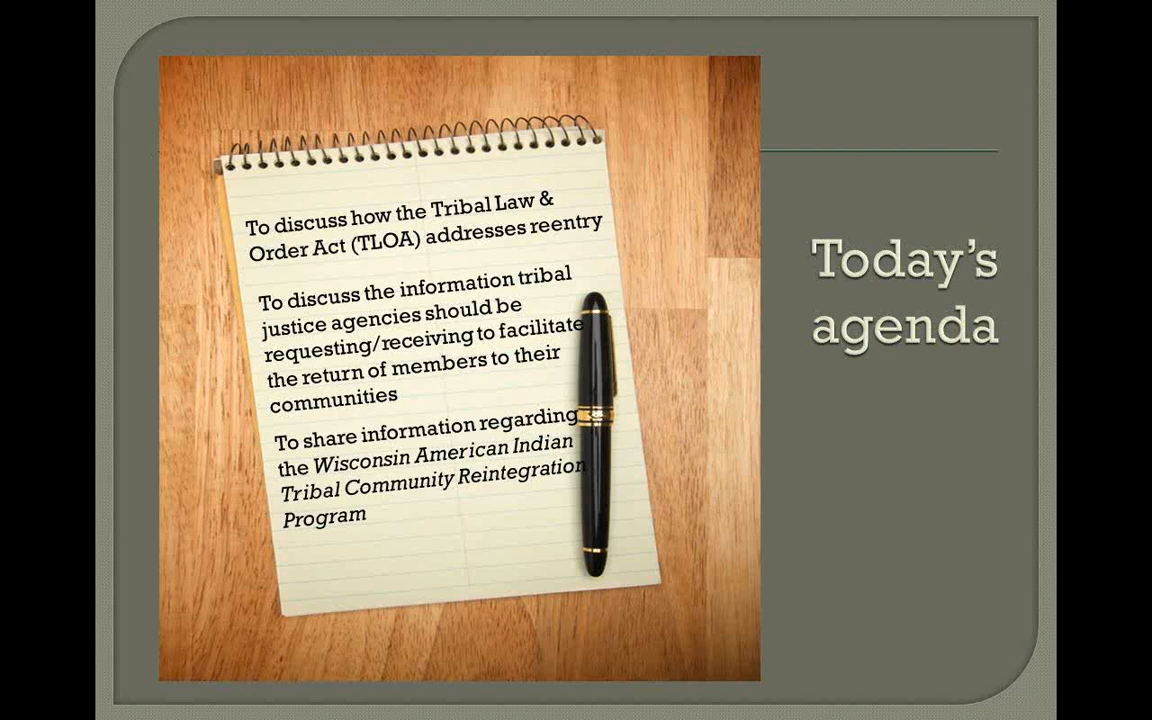 To discuss how the Tribal Law &
Order Act (TLOA) addresses reentry
To discuss the information tribal
justice agencies should be
requesting/receiving to facilitate
the return of members to their
communities
To share information regarding
the Wisconsin American Indian
Tribal Community Reintegration
Program
Today's
agenda